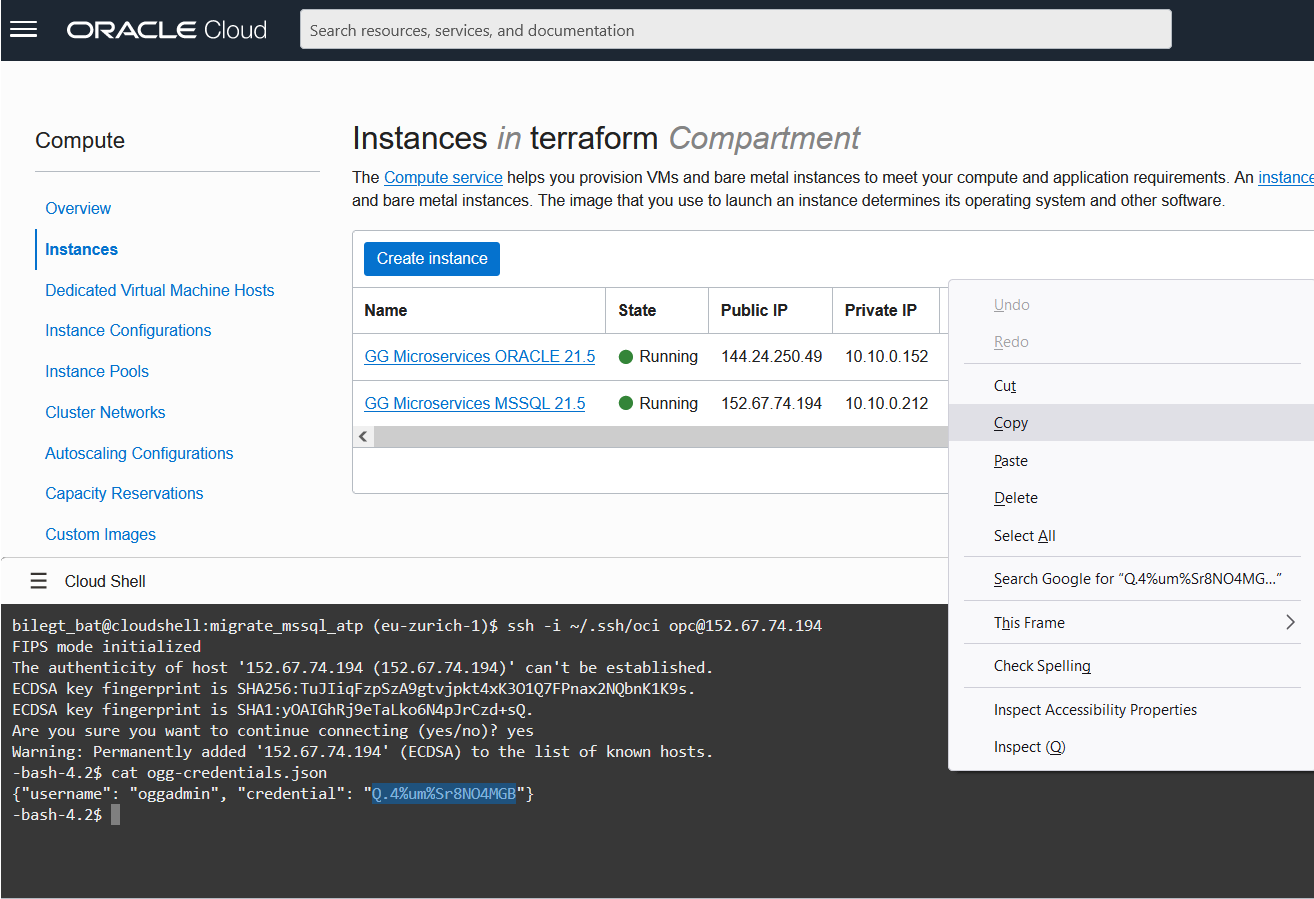 ORACLE Cloud
Search resources, services, and documentation
Compute
Overview
Instances
Dedicated Virtual Machine Hosts
Instance Configurations
Instance Pools
Cluster Networks
Autoscaling Configurations
Capacity Reservations
Custom Images
Instances in terraform Compartment
The Compute service helps you provision VMs and bare metal instances to meet your compute and application requirements. An instance
and bare metal instances. The image that you use to launch an instance determines its operating system and other software.
Create instance
Name State Public IP Private IP
GG Microservices ORACLE 21.5 Running 144.24.250.49 10.10.0.152
GG Microservices MSSQL 21.5 Running 152.67.74.194 10.10.0.212
Undo
Redo
Cut
Copy
Paste
Delete
Select All
Search Google for “Q.4%um%Sr8NO4MG...”
This Frame
Check Spelling
Inspect Accessibility Properties
Inspect (Q)
Cloud Shell
bilegt_bat@cloudshell:migrate_mssql_atp (eu-zurich-1)$ ssh -i ~/.ssh/oci opc@152.67.74.194
FIPS mode initialized
The authenticity of host '152.67.74.194 (152.67.74.194)' can't be established.
ECDSA key fingerprint is SHA256:TuJIiqFzpSzA9gtvjpkt4xK3O1Q7FPnax2NQbnK1K9s.
ECDSA key fingerprint is SHA1:yOAIGhRj9eTaLko6N4pJrCzd+sQ.
Are you sure you want to continue connecting (yes/no)? yes
Warning: Permanently added '152.67.74.194' (ECDSA) to the list of known hosts.
-bash-4.2$ cat ogg-credentials.json
{"username": "oggadmin", "credential": "Q.4%um%Sr8NO4MGB"}
-bash-4.2$